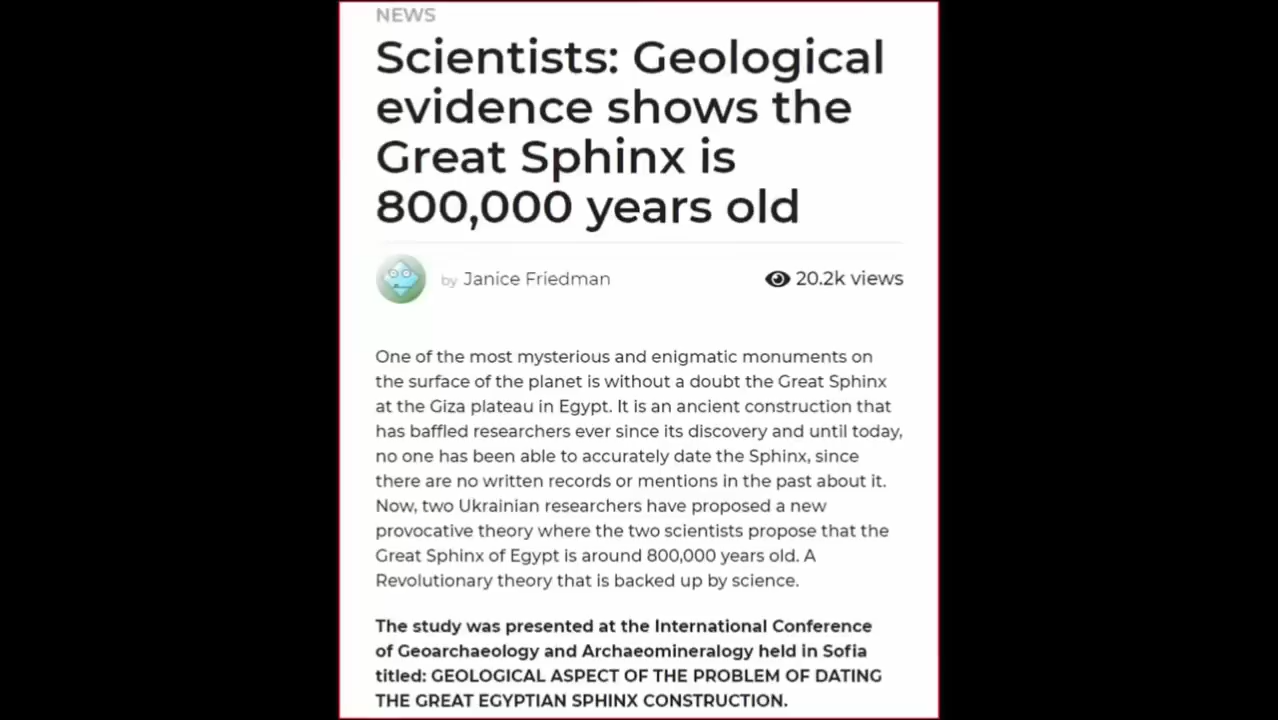 NEWS
Scientists: Geological
evidence shows the
Great Sphinx is
800,000 years old
by Janice Friedman
20.2k views
One of the most mysterious and enigmatic monuments on
the surface of the planet is without a doubt the Great Sphinx
at the Giza plateau in Egypt. It is an ancient construction that
has baffled researchers ever since its discovery and until today,
no one has been able to accurately date the Sphinx, since
there are no written records or mentions in the past about it.
Now, two Ukrainian researchers have proposed a new
provocative theory where the two scientists propose that the
Great Sphinx of Egypt is around 800,000 years old. A
Revolutionary theory that is backed up by science.
The study was presented at the International Conference
of Geoarchaeology and Archaeomineralogy held in Sofia
titled: GEOLOGICAL ASPECT OF THE PROBLEM OF DATING
THE GREAT EGYPTIAN SPHINX CONSTRUCTION.